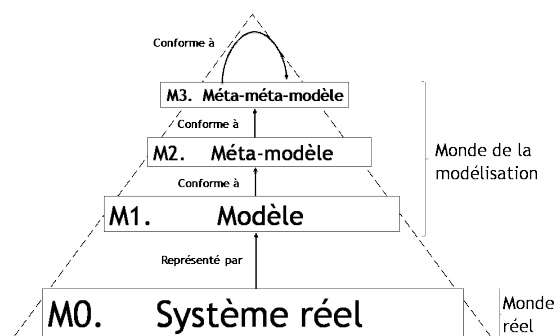 Conforme à
M3. Méta-méta-modèle
Conforme à
M2. Méta-modèle
Conforme à
M1. Modèle
Représenté par
M0. Système réel
Monde de la
modélisation
Monde
réel